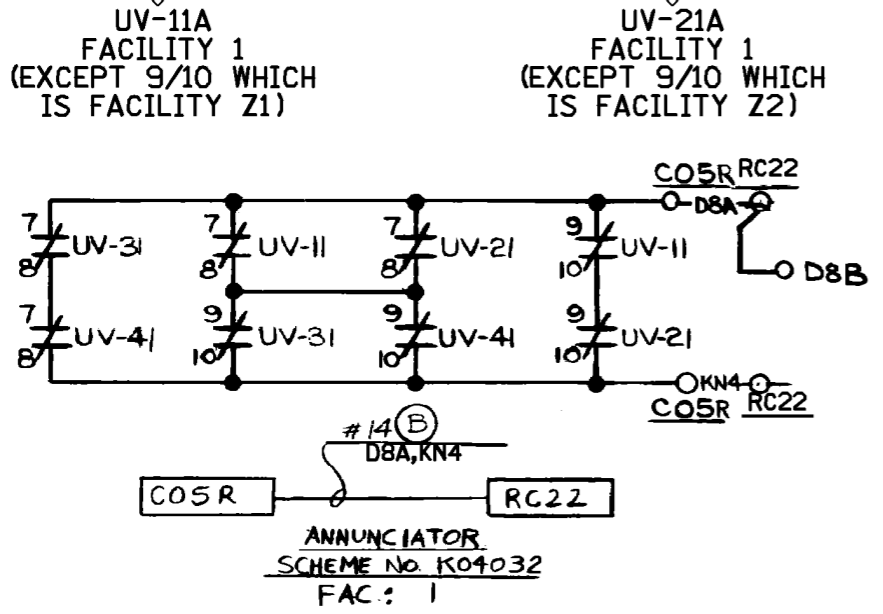 UV-11A
FACILITY 1
(EXCEPT 9/10 WHICH
IS FACILITY Z1)
UV-21A
FACILITY 1
(EXCEPT 9/10 WHICH
IS FACILITY Z2)
CO5R RC22
D8A
D8B
7
8
UV-31
7
8
UV-11
7
8
UV-21
9
10
UV-11
7
8
UV-41
9
10
UV-31
9
10
UV-41
9
10
UV-21
KN4
CO5R RC22
#14 B
D8A,KN4
CO5R
RC22
ANNUNCIATOR
SCHEME No. K04032
FAC.: 1